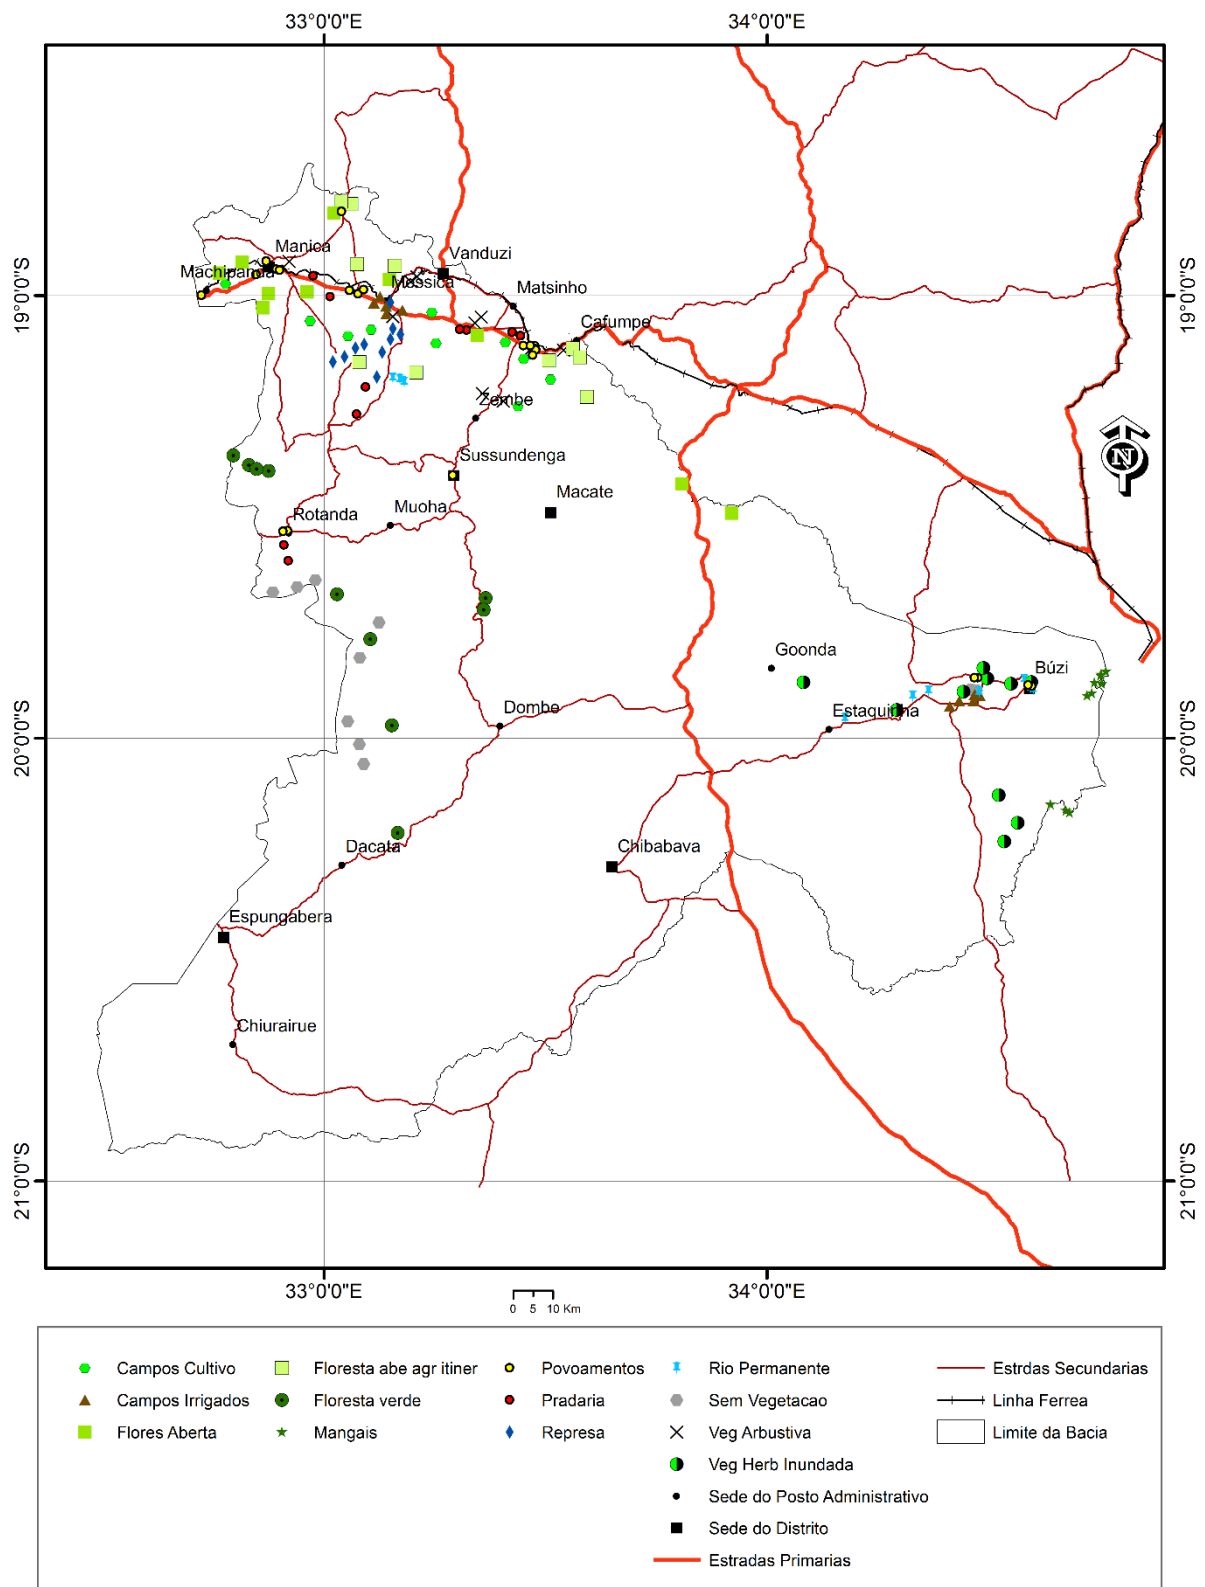 33°0'0"E 34°0'0"E
Manica
Vanduzi
Machipanda
Messica
Matsinho
19°0'0"S 19°0'0"S
Cafumpe
Zembe
Sussundenga
Macate
N
Rotanda
Muoha
Goonda
Búzi
Dombe
Estaquinha
20°0'0"S 20°0'0"S
Dacata
Chibabava
Espungabera
Chiurairue
21°0'0"S 21°0'0"S
33°0'0"E 34°0'0"E
0 5 10 Km
Campos Cultivo Floresta abe agr itiner Povoamentos Rio Permanente Estrdas Secundarias
Campos Irrigados Floresta verde Pradaria Sem Vegetacao Linha Ferrea
Flores Aberta Mangais Represa Veg Arbustiva Limite da Bacia
Veg Herb Inundada
Sede do Posto Administrativo
Sede do Distrito
Estradas Primarias